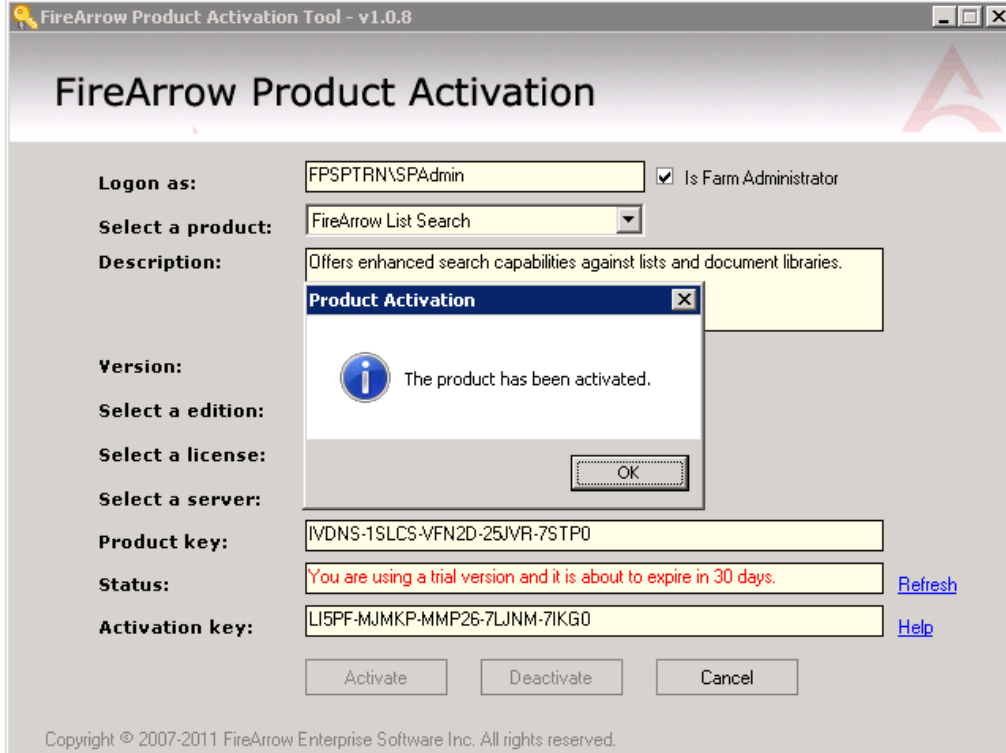 FireArrow Product Activation Tool - v1.0.8
FireArrow Product Activation
Logon as: FPSPTRN\SPAdmin Is Farm Administrator
Select a product: FireArrow List Search
Description: Offers enhanced search capabilities against lists and document libraries.
Product Activation
The product has been activated.
OK
Version:
Select a edition:
Select a license:
Select a server:
Product key: IVDNS-1SLCS-VFN2D-25JVR-7STP0
Status: You are using a trial version and it is about to expire in 30 days. Refresh
Activation key: LI5PF-MJMKP-MMP26-7LJNM-7IKG0 Help
Activate Deactivate Cancel
Copyright © 2007-2011 FireArrow Enterprise Software Inc. All rights reserved.